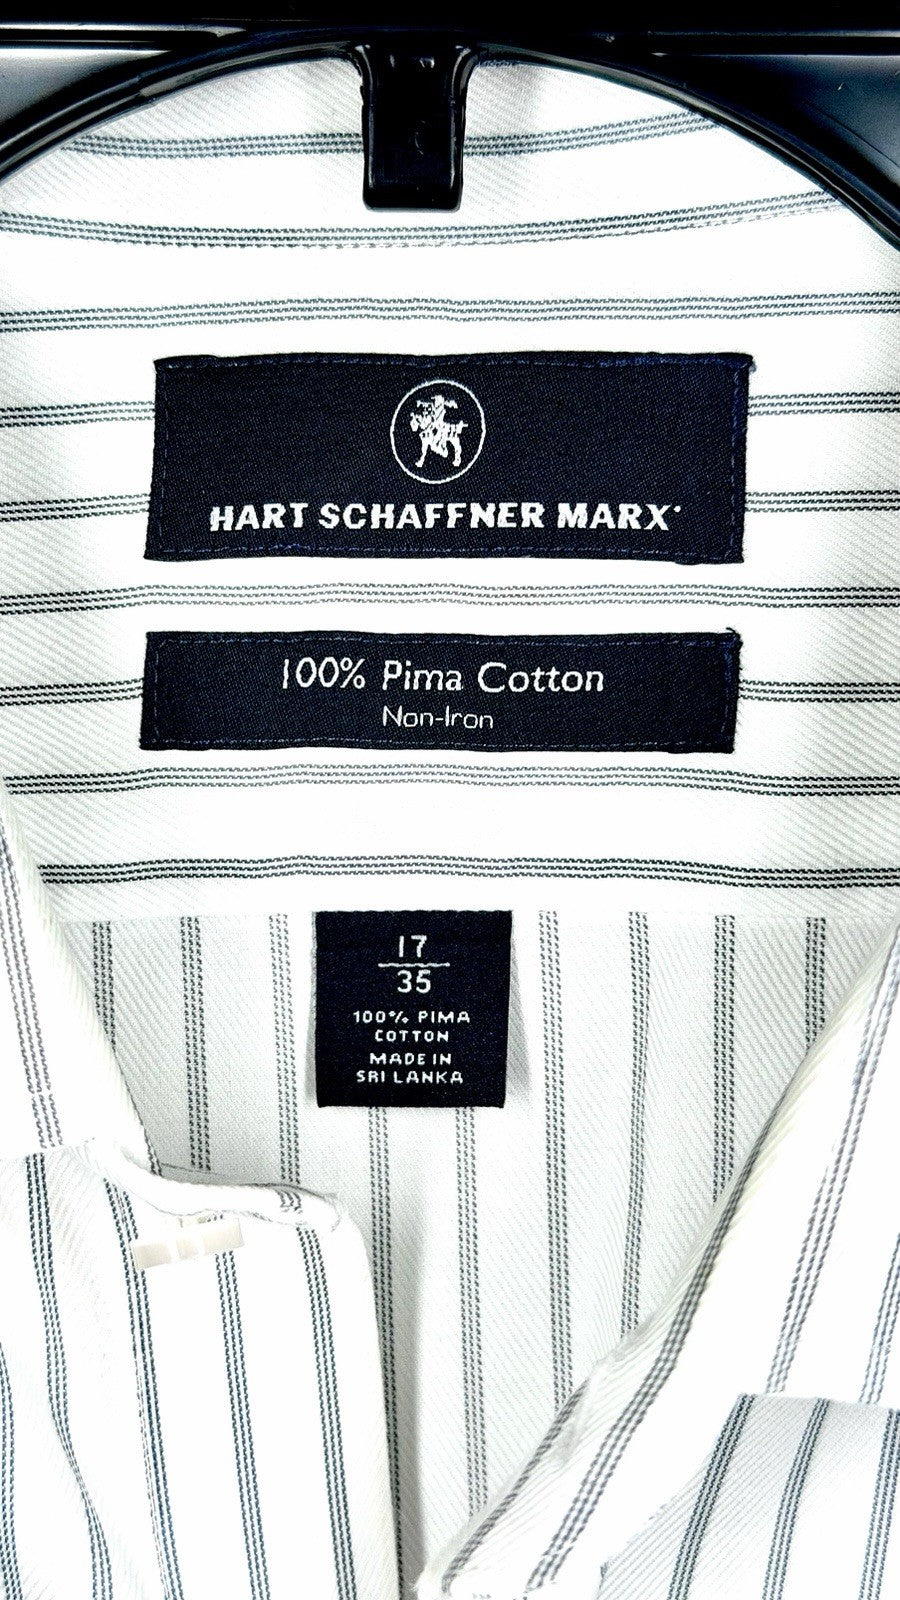 HART SCHAFFNER MARX
100% Pima Cotton
Non-Iron
17
35
100% PIMA
COTTON
MADE IN
SRI LANKA